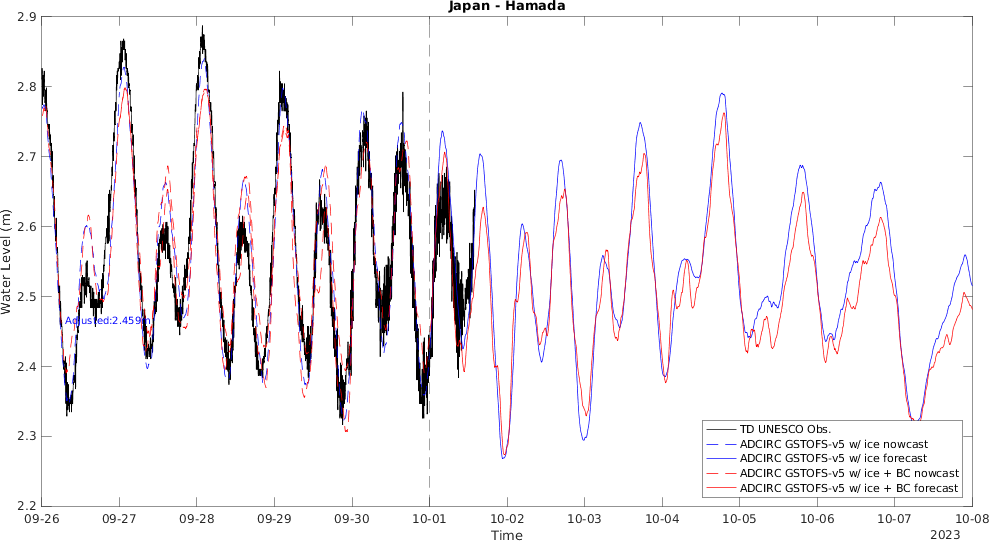 Japan - Hamada
Water Level (m)
2.9
2.8
2.7
2.6
2.5
2.4
2.3
2.2
Adjusted:2.459m
TD UNESCO Obs.
ADCIRC GSTOFS-v5 w/ ice nowcast
ADCIRC GSTOFS-v5 w/ ice forecast
ADCIRC GSTOFS-v5 w/ ice + BC nowcast
ADCIRC GSTOFS-v5 w/ ice + BC forecast
09-26 09-27 09-28 09-29 09-30 10-01 10-02 10-03 10-04 10-05 10-06 10-07 10-08
Time
2023